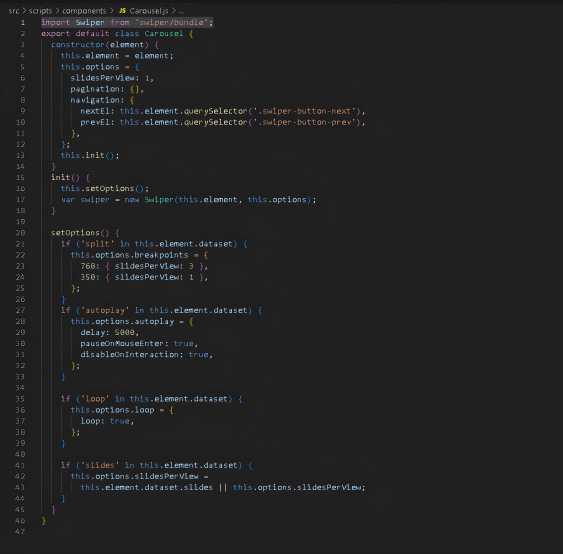 src > scripts > components > JS Carousel.js > ...
1 import Swiper from 'swiper/bundle';
2 export default class Carousel {
3 constructor(element) {
4 this.element = element;
5 this.options = {
6 slidesPerView: 1,
7 pagination: {},
8 navigation: {
9 nextEl: this.element.querySelector('.swiper-button-next'),
10 prevEl: this.element.querySelector('.swiper-button-prev'),
11 },
12 };
13 this.init();
14 }
15 init() {
16 this.setOptions();
17 var swiper = new Swiper(this.element, this.options);
18 }
19
20 setOptions() {
21 if ('split' in this.element.dataset) {
22 this.options.breakpoints = {
23 768: { slidesPerView: 3 },
24 350: { slidesPerView: 1 },
25 };
26 }
27 if ('autoplay' in this.element.dataset) {
28 this.options.autoplay = {
29 delay: 5000,
30 pauseOnMouseEnter: true,
31 disableOnInteraction: true,
32 };
33 }
34
35 if ('loop' in this.element.dataset) {
36 this.options.loop = {
37 loop: true,
38 };
39 }
40
41 if ('slides' in this.element.dataset) {
42 this.options.slidesPerView =
43 this.element.dataset.slides || this.options.slidesPerView;
44 }
45 }
46 }
47